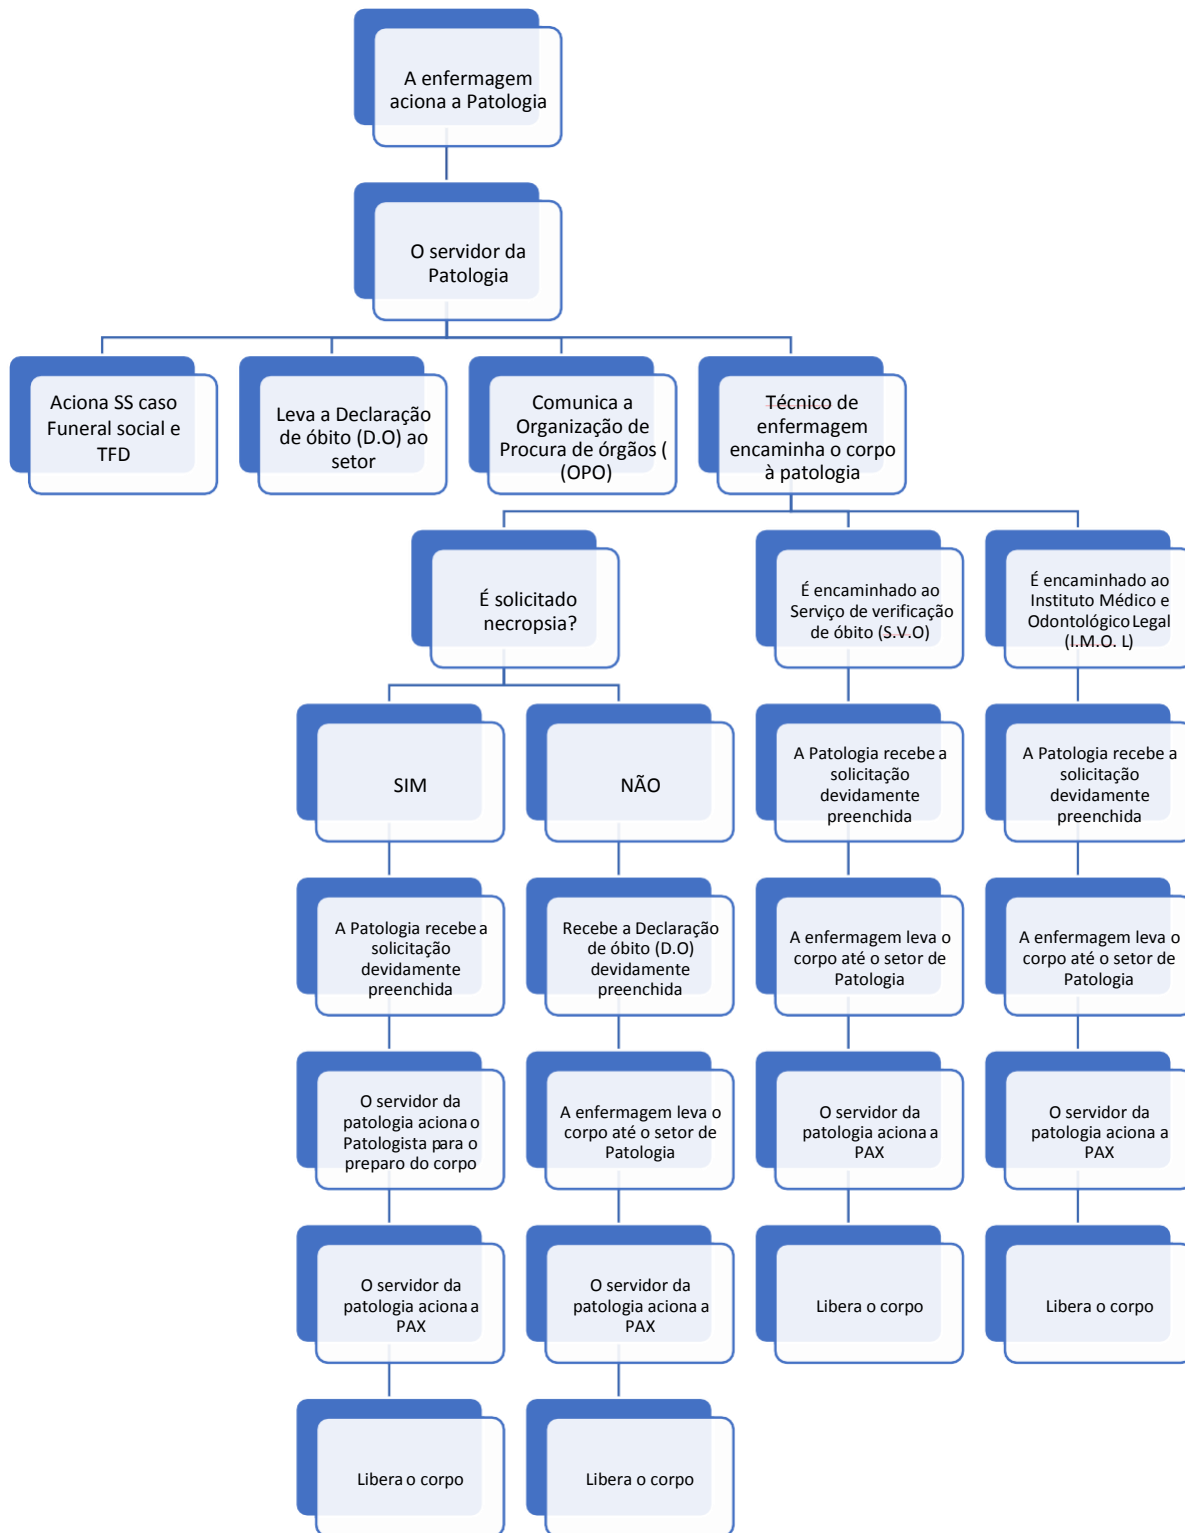 A enfermagem
aciona a Patologia
O servidor da
Patologia
Aciona SS caso
Funeral social e
TFD
Leva a Declaração
de óbito (D.O) ao
setor
Comunica a
Organização de
Procura de órgãos (
(OPO)
Técnico de
enfermagem
encaminha o corpo
à patologia
É solicitado
necropsia?
É encaminhado ao
Serviço de verificação
de óbito (S.V.O)
É encaminhado ao
Instituto Médico e
Odontológico Legal
(I.M.O. L)
SIM
NÃO
A Patologia recebe a
solicitação
devidamente
preenchida
A Patologia recebe a
solicitação
devidamente
preenchida
A Patologia recebe a
solicitação
devidamente
preenchida
Recebe a Declaração
de óbito (D.O)
devidamente
preenchida
A enfermagem leva o
corpo até o setor de
Patologia
A enfermagem leva o
corpo até o setor de
Patologia
O servidor da
patologia aciona o
Patologista para o
preparo do corpo
A enfermagem leva o
corpo até o setor de
Patologia
O servidor da
patologia aciona a
PAX
O servidor da
patologia aciona a
PAX
O servidor da
patologia aciona a
PAX
O servidor da
patologia aciona a
PAX
Libera o corpo
Libera o corpo
Libera o corpo
Libera o corpo